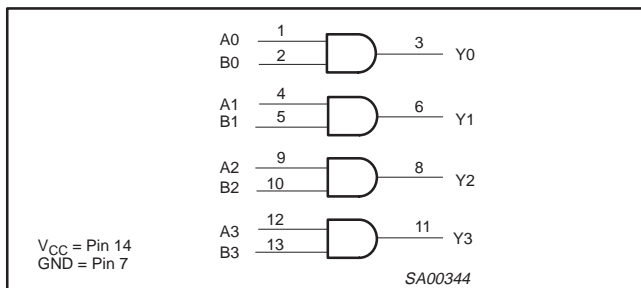 A0 1 3 Y0
B0 2
A1 4 6 Y1
B1 5
A2 9 8 Y2
B2 10
A3 12 11 Y3
B3 13
VCC = Pin 14
GND = Pin 7
SA00344